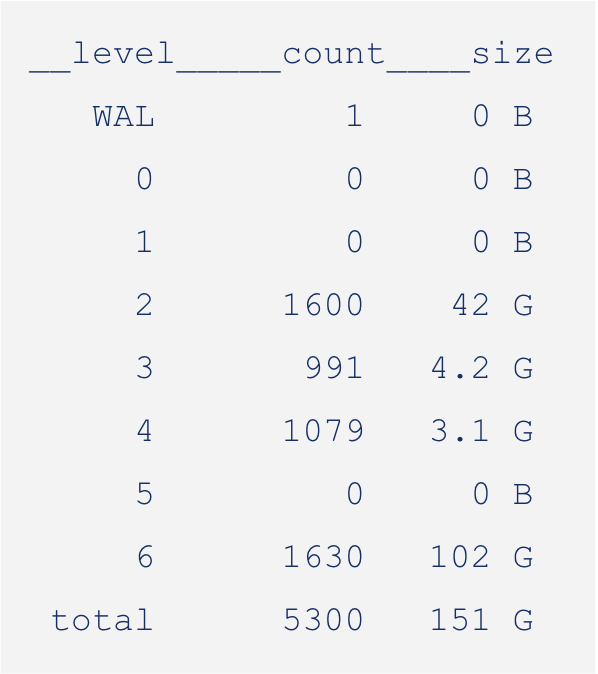 __level_____count____size
WAL 1 0 B
0 0 0 B
1 0 0 B
2 1600 42 G
3 991 4.2 G
4 1079 3.1 G
5 0 0 B
6 1630 102 G
total 5300 151 G